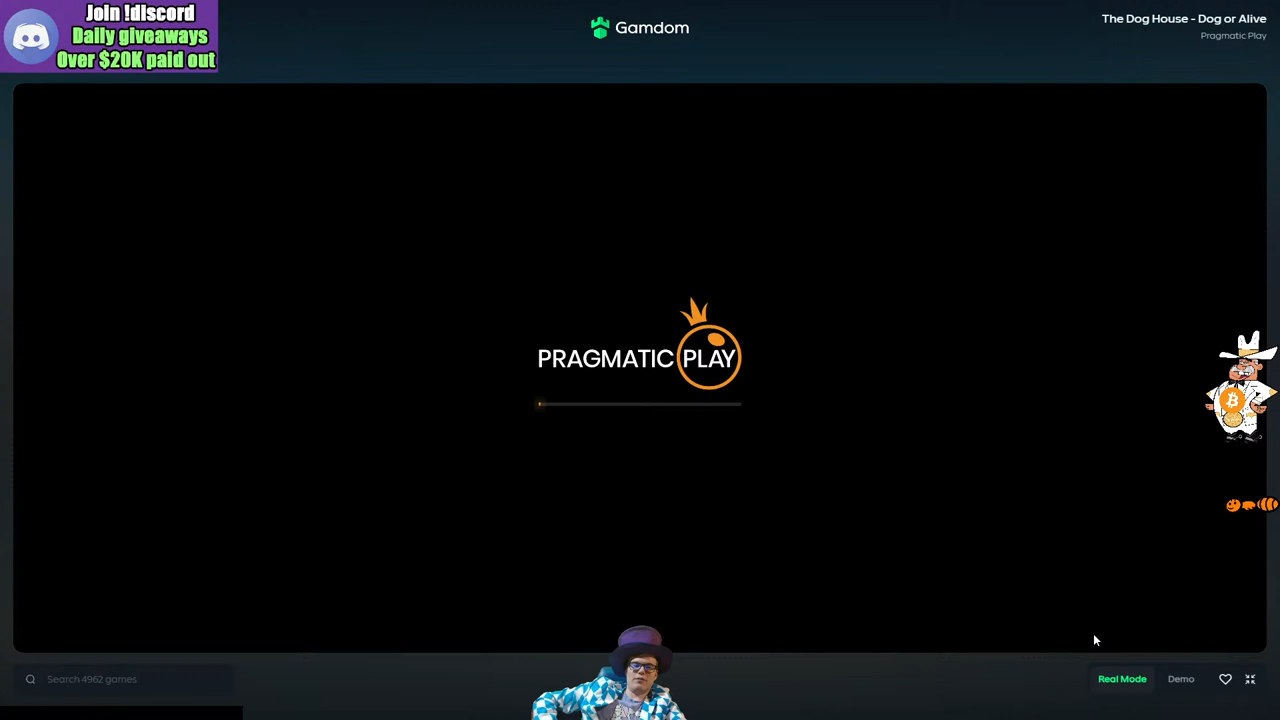 Join !discord
Daily giveaways
Over $20K paid out
Gamdom
The Dog House - Dog or Alive
Pragmatic Play
PRAGMATIC PLAY
Search 4962 games
Real Mode
Demo